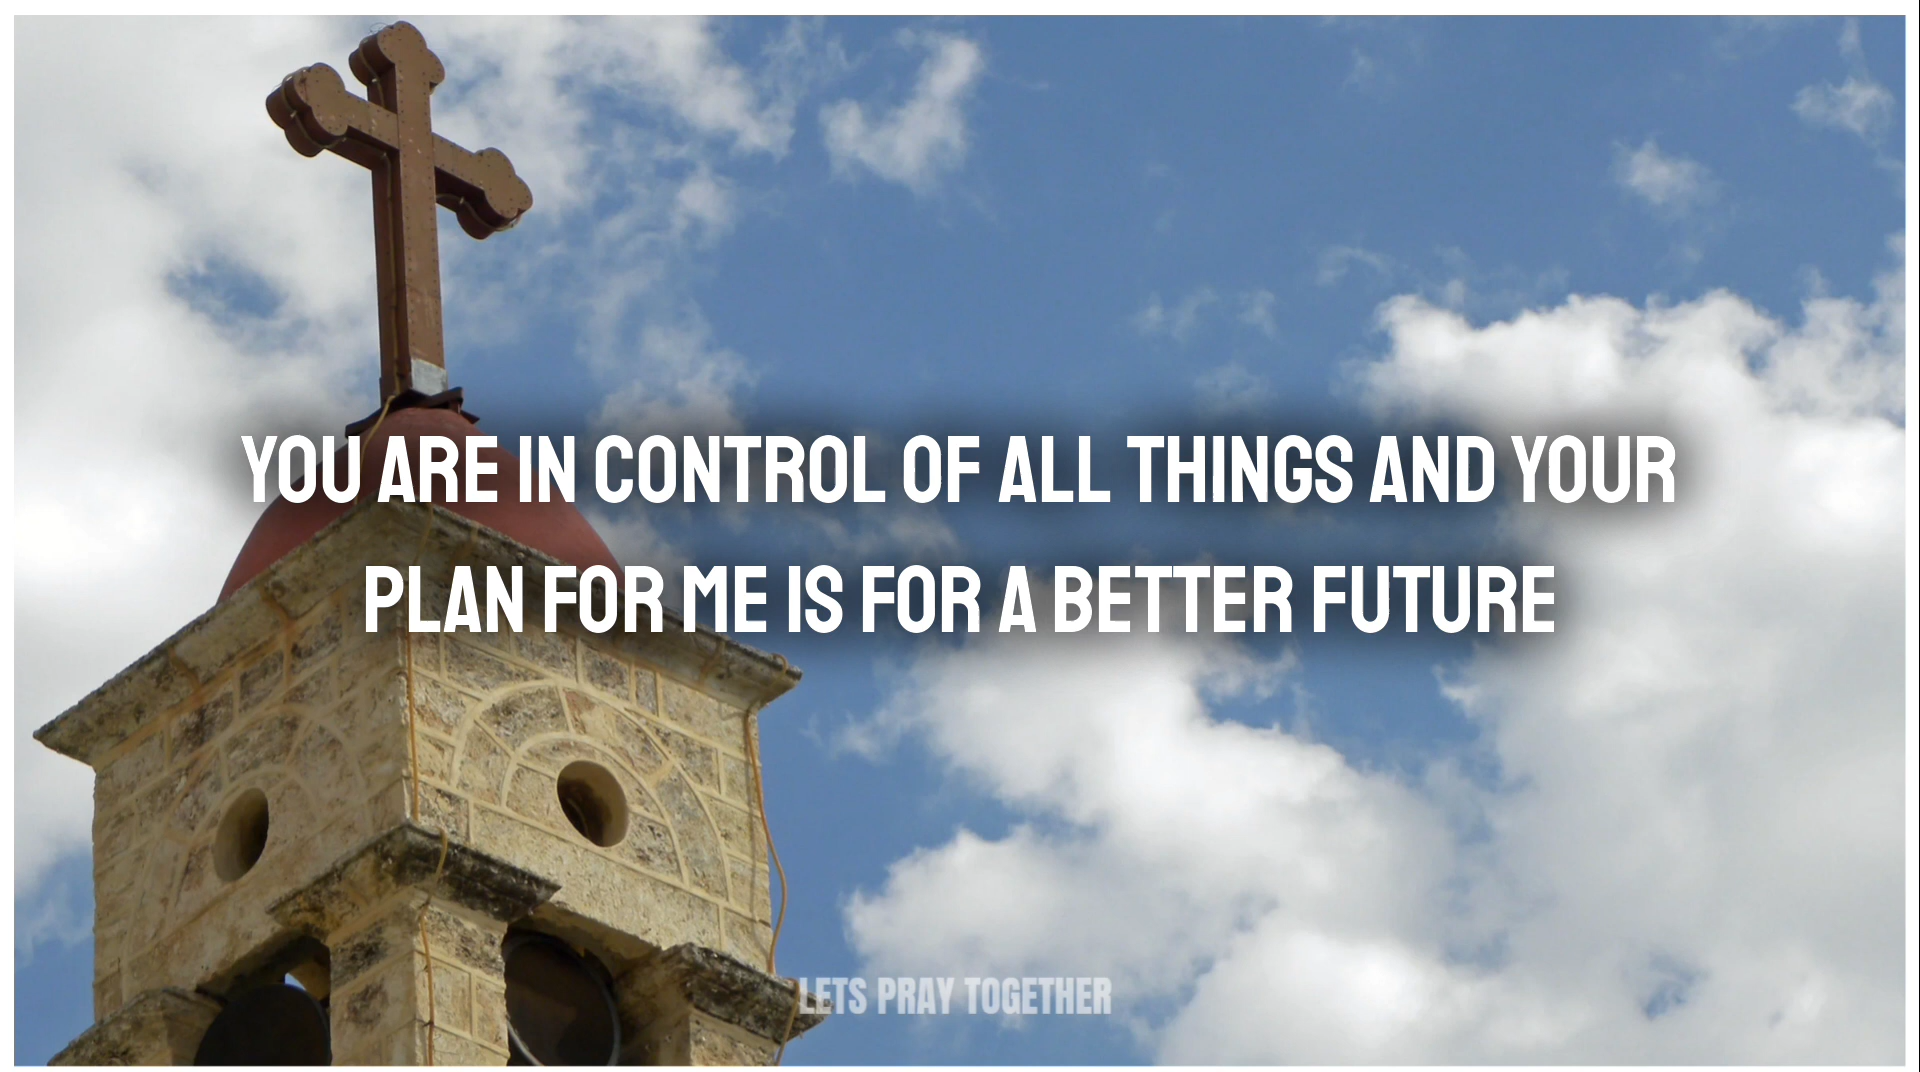 YOU ARE IN CONTROL OF ALL THINGS AND YOUR
PLAN FOR ME IS FOR A BETTER FUTURE
LETS PRAY TOGETHER